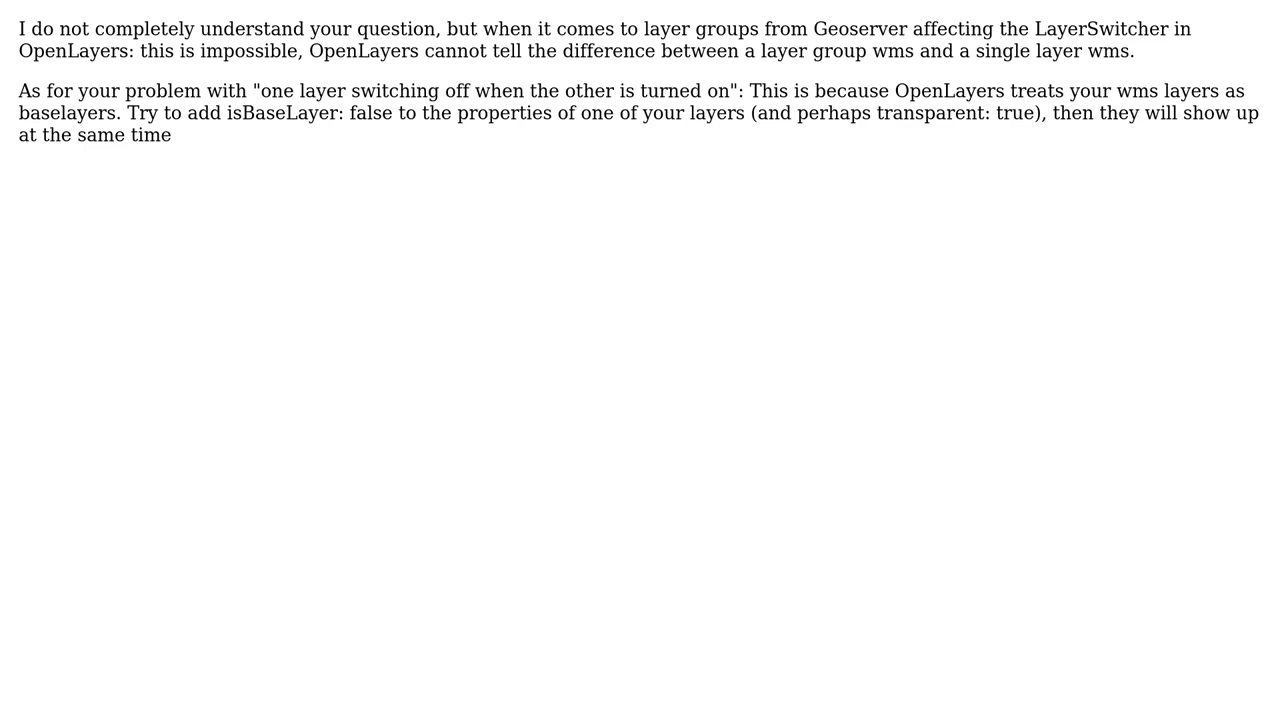 I do not completely understand your question, but when it comes to layer groups from Geoserver affecting the LayerSwitcher in
OpenLayers: this is impossible, OpenLayers cannot tell the difference between a layer group wms and a single layer wms.
As for your problem with "one layer switching off when the other is turned on": This is because OpenLayers treats your wms layers as
baselayers. Try to add isBaseLayer: false to the properties of one of your layers (and perhaps transparent: true), then they will show up
at the same time